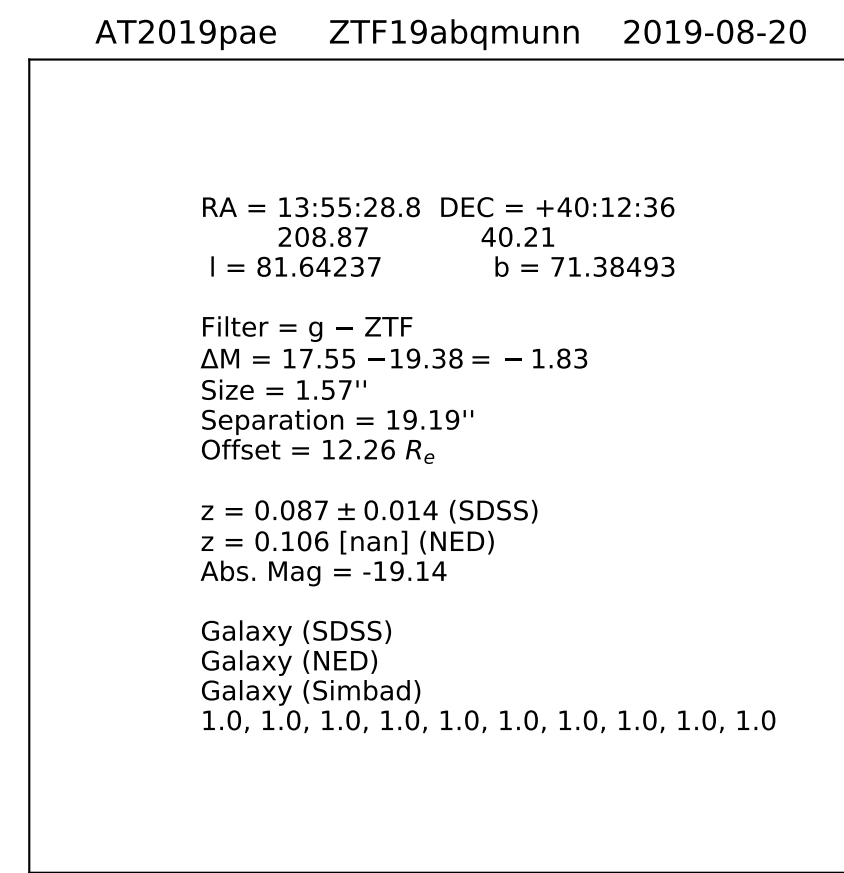 AT2019pae ZTF19abqmunn 2019-08-20
RA = 13:55:28.8 DEC = +40:12:36
208.87 40.21
l = 81.64237 b = 71.38493
Filter = g − ZTF
ΔM = 17.55 −19.38 = − 1.83
Size = 1.57''
Separation = 19.19''
Offset = 12.26 Rₑ
z = 0.087 ± 0.014 (SDSS)
z = 0.106 [nan] (NED)
Abs. Mag = -19.14
Galaxy (SDSS)
Galaxy (NED)
Galaxy (Simbad)
1.0, 1.0, 1.0, 1.0, 1.0, 1.0, 1.0, 1.0, 1.0, 1.0